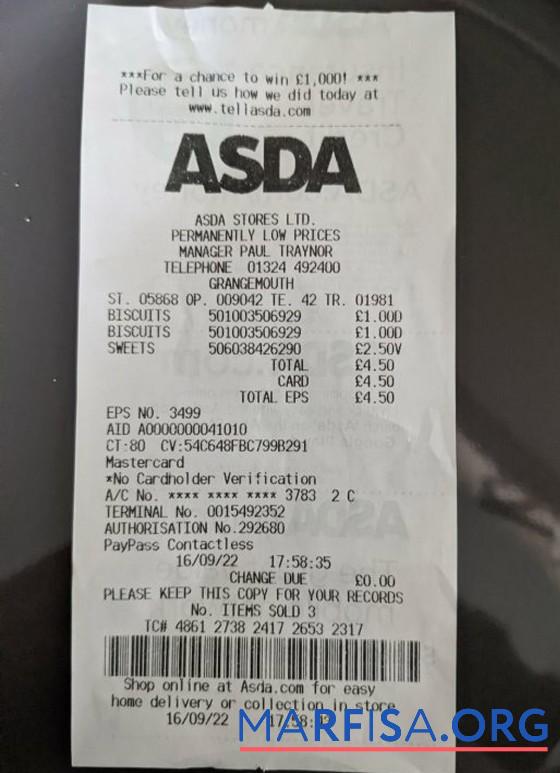 ***For a chance to win £1,000! ***
Please tell us how we did today at
www.tellasda.com
ASDA
ASDA STORES LTD.
PERMANENTLY LOW PRICES
MANAGER PAUL TRAYNOR
TELEPHONE 01324 492400
GRANGEMOUTH
ST. 05868 OP. 009042 TE. 42 TR. 01981
BISCUITS 501003506929 £1.00D
BISCUITS 501003506929 £1.00D
SWEETS 506038426290 £2.50V
TOTAL £4.50
CARD £4.50
TOTAL EPS £4.50
EPS NO. 3499
AID A0000000041010
CT:80 CV:54C648FBC799B291
Mastercard
*No Cardholder Verification
A/C No. **** **** **** 3783 2 C
TERMINAL No. 0015492352
AUTHORISATION No.292680
PayPass Contactless
16/09/22 17:58:35
CHANGE DUE £0.00
PLEASE KEEP THIS COPY FOR YOUR RECORDS
No. ITEMS SOLD 3
TC# 4861 2738 2417 2653 2317
Shop online at Asda.com for easy
home delivery or collection in store
16/09/22
MARFISA.ORG